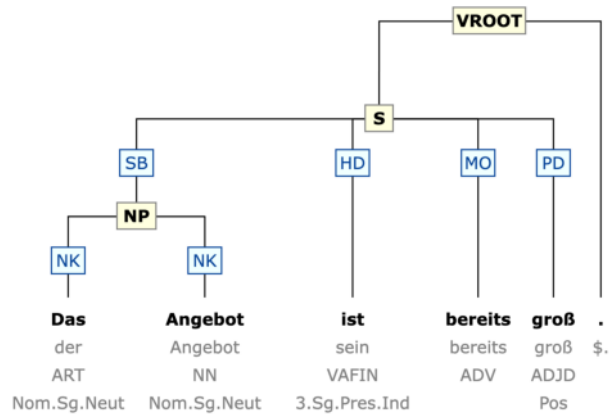 VROOT
S
SB HD MO PD
NP
NK NK
Das Angebot ist bereits groß .
der Angebot sein bereits groß $.
ART NN VAFIN ADV ADJD
Nom.Sg.Neut Nom.Sg.Neut 3.Sg.Pres.Ind Pos